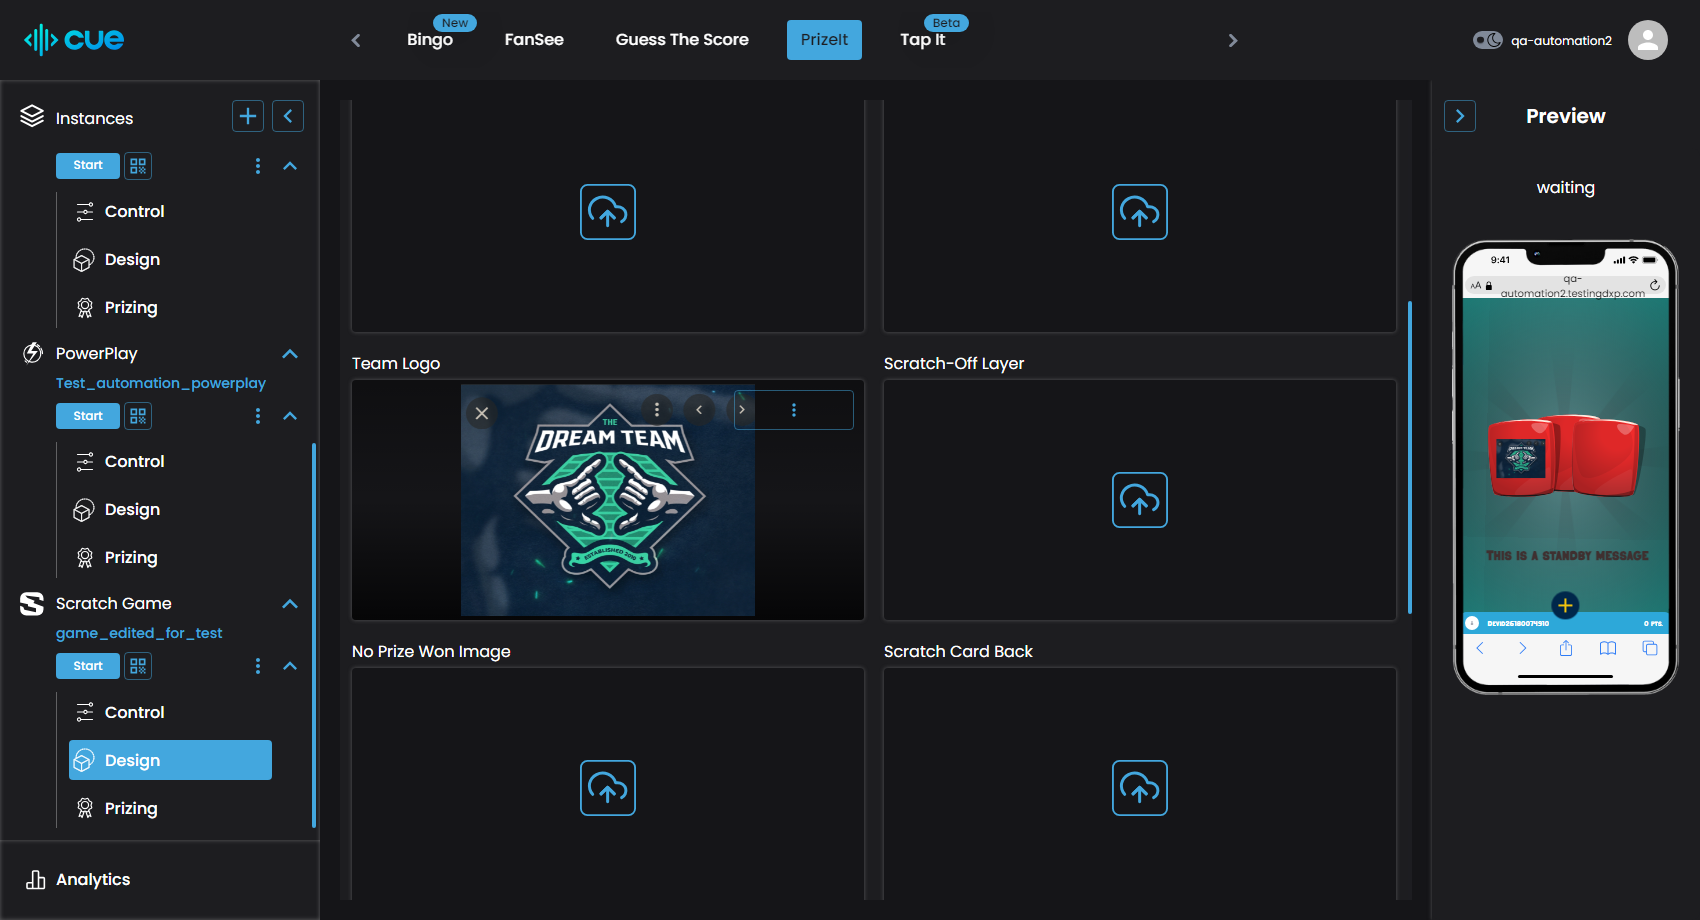 cue
New
Bingo
FanSee
Guess The Score
PrizeIt
Beta
Tap It
qa-automation2
Instances
Start
Control
Design
Prizing
PowerPlay
Test_automation_powerplay
Start
Control
Design
Prizing
Scratch Game
game_edited_for_test
Start
Control
Design
Prizing
Analytics
Team Logo
THE
DREAM TEAM
ESTABLISHED 2019
Scratch-Off Layer
No Prize Won Image
Scratch Card Back
Preview
waiting
9:41
AA
qa-
automation2.testingdxp.com
DREAM TEAM
THIS IS A STANDBY MESSAGE
0 PTS.